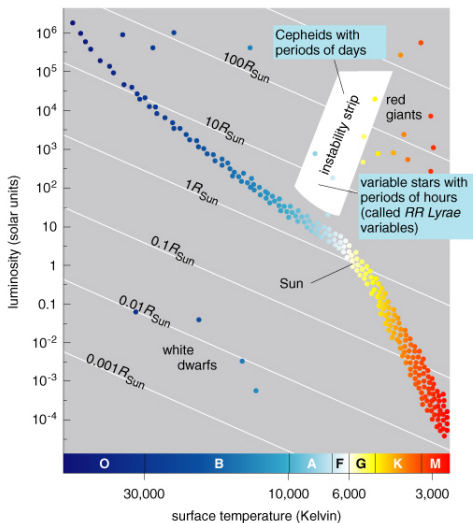 Cepheids with
periods of days
10⁶
10⁵
10⁴
10³
10²
10
1
0.1
10⁻²
10⁻³
10⁻⁴
luminosity (solar units)
100R_Sun
10R_Sun
1R_Sun
0.1R_Sun
0.01R_Sun
0.001R_Sun
instability strip
red
giants
variable stars with
periods of hours
(called RR Lyrae
variables)
Sun
white
dwarfs
O B A F G K M
30,000 10,000 6,000 3,000
surface temperature (Kelvin)